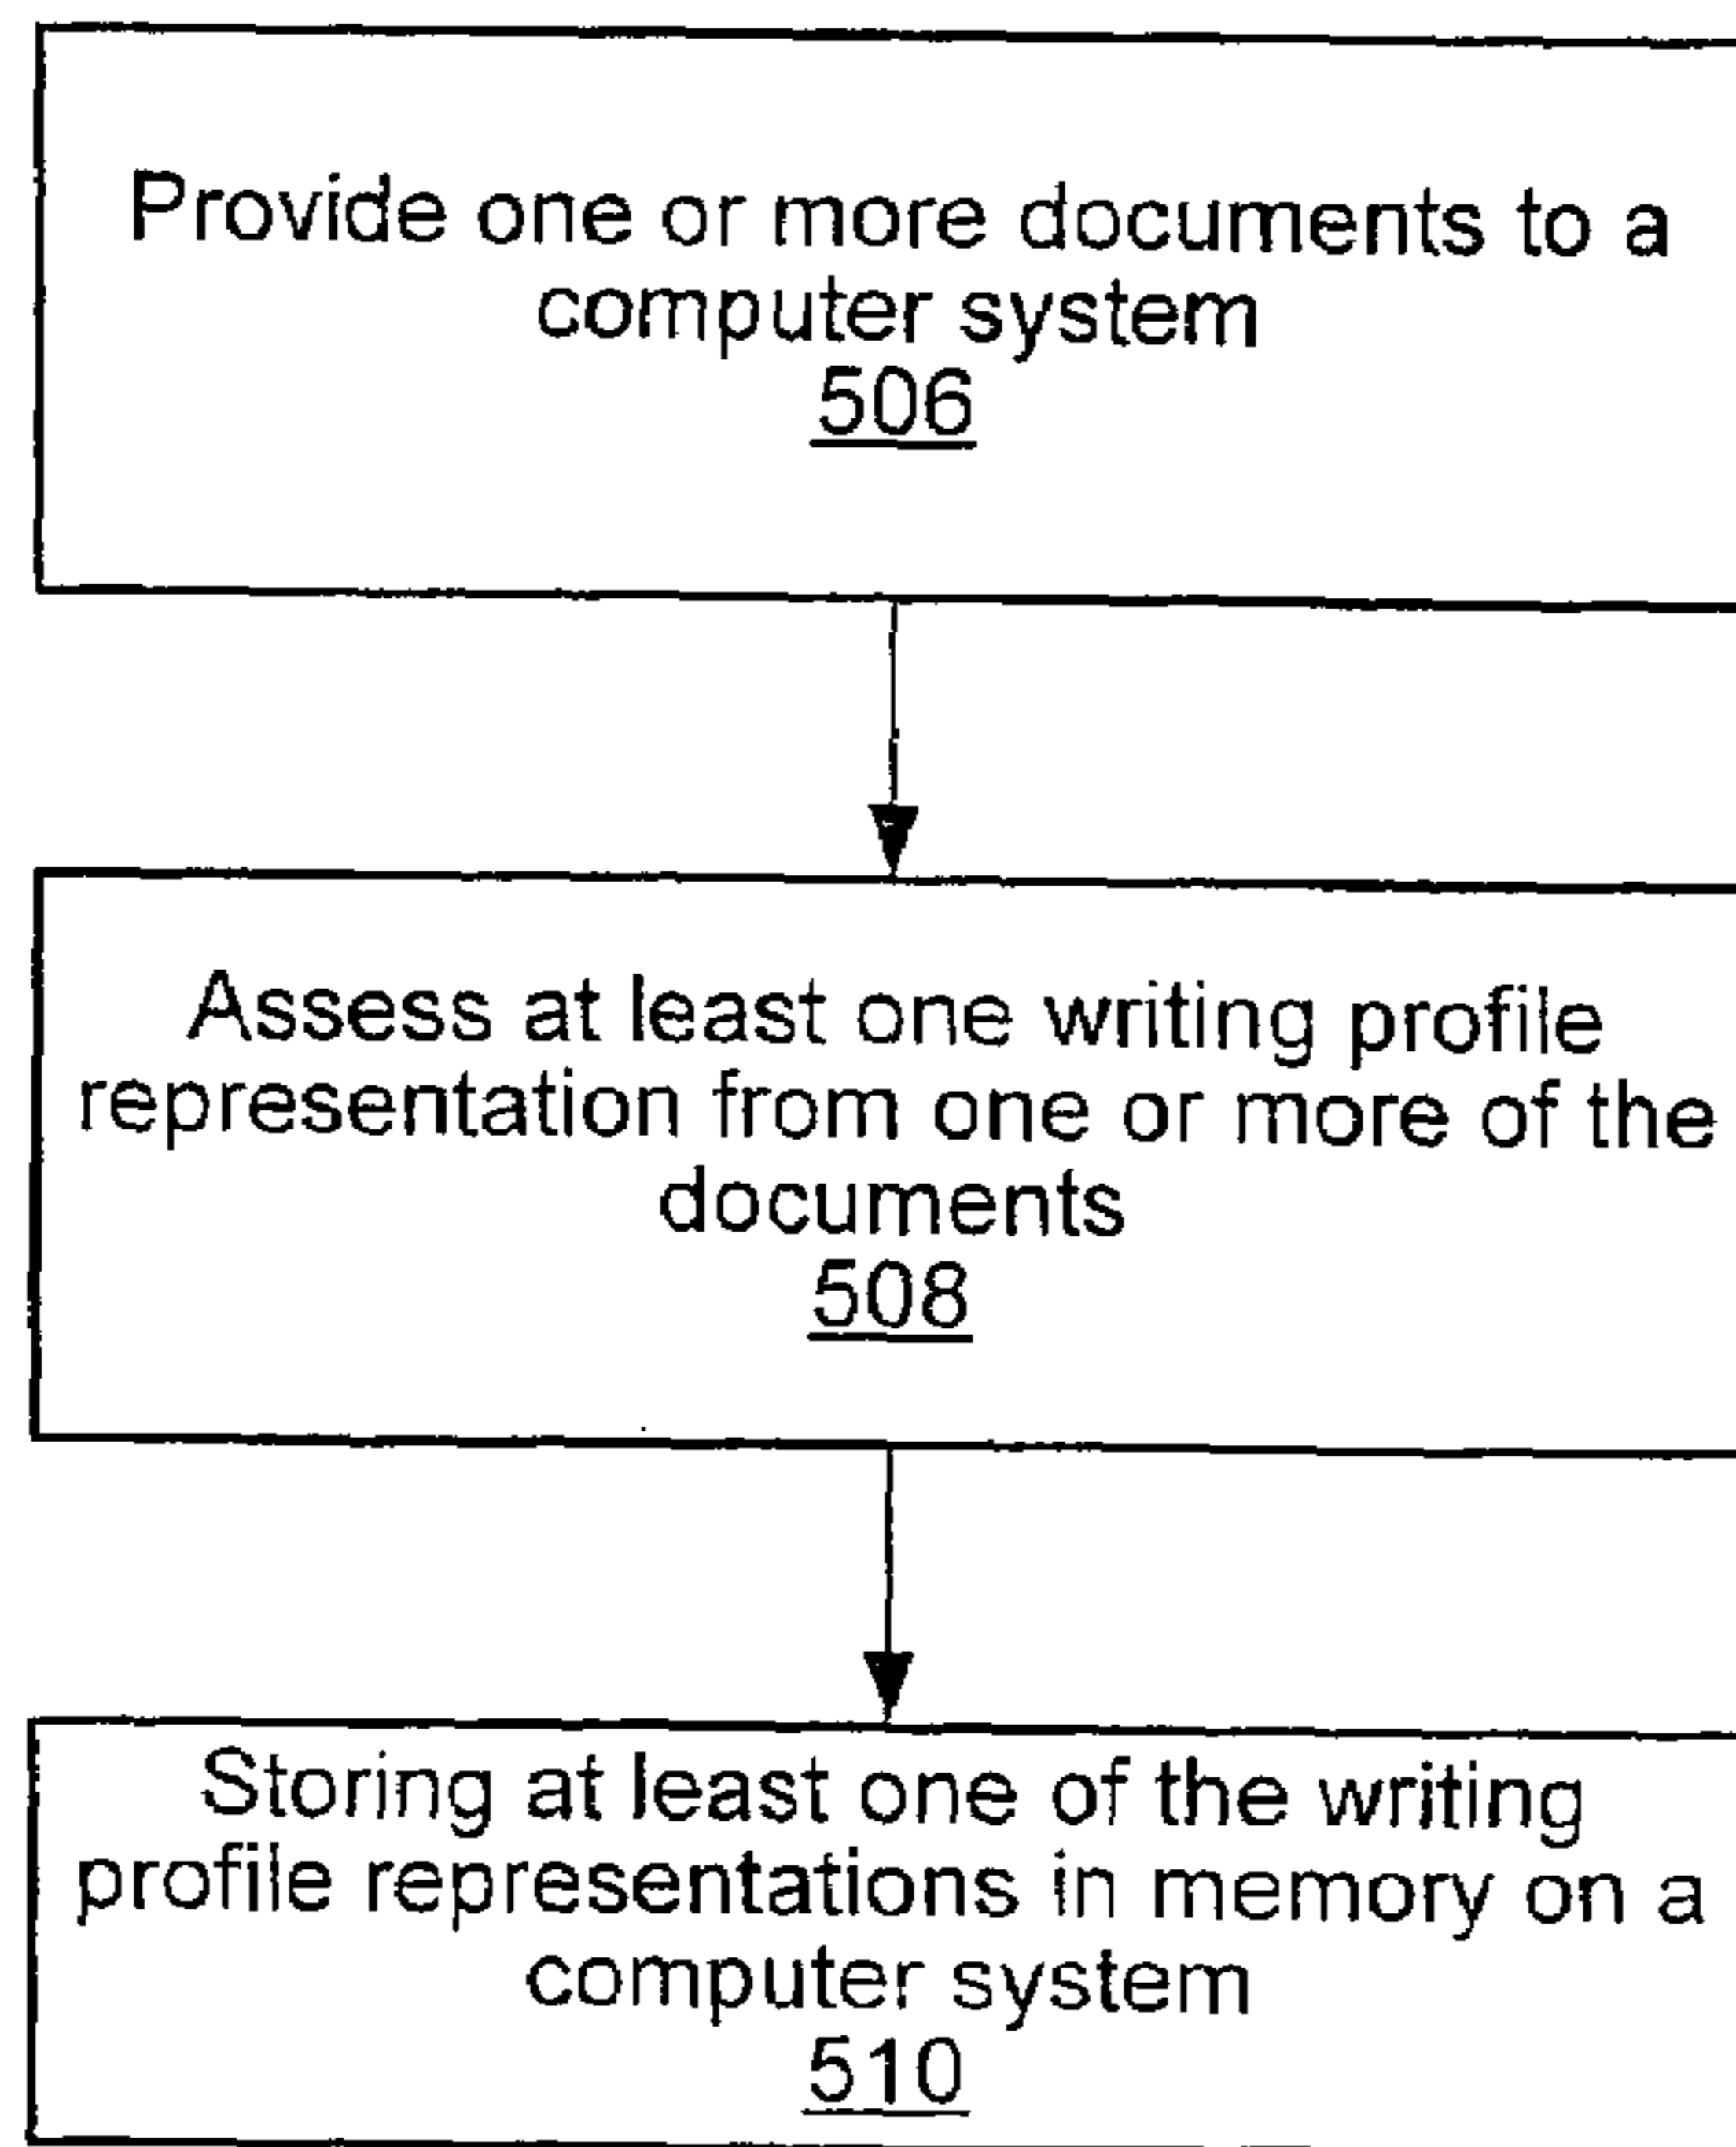 Provide one or more documents to a
computer system
506
Assess at least one writing profile
representation from one or more of the
documents
508
Storing at least one of the writing
profile representations in memory on a
computer system
510